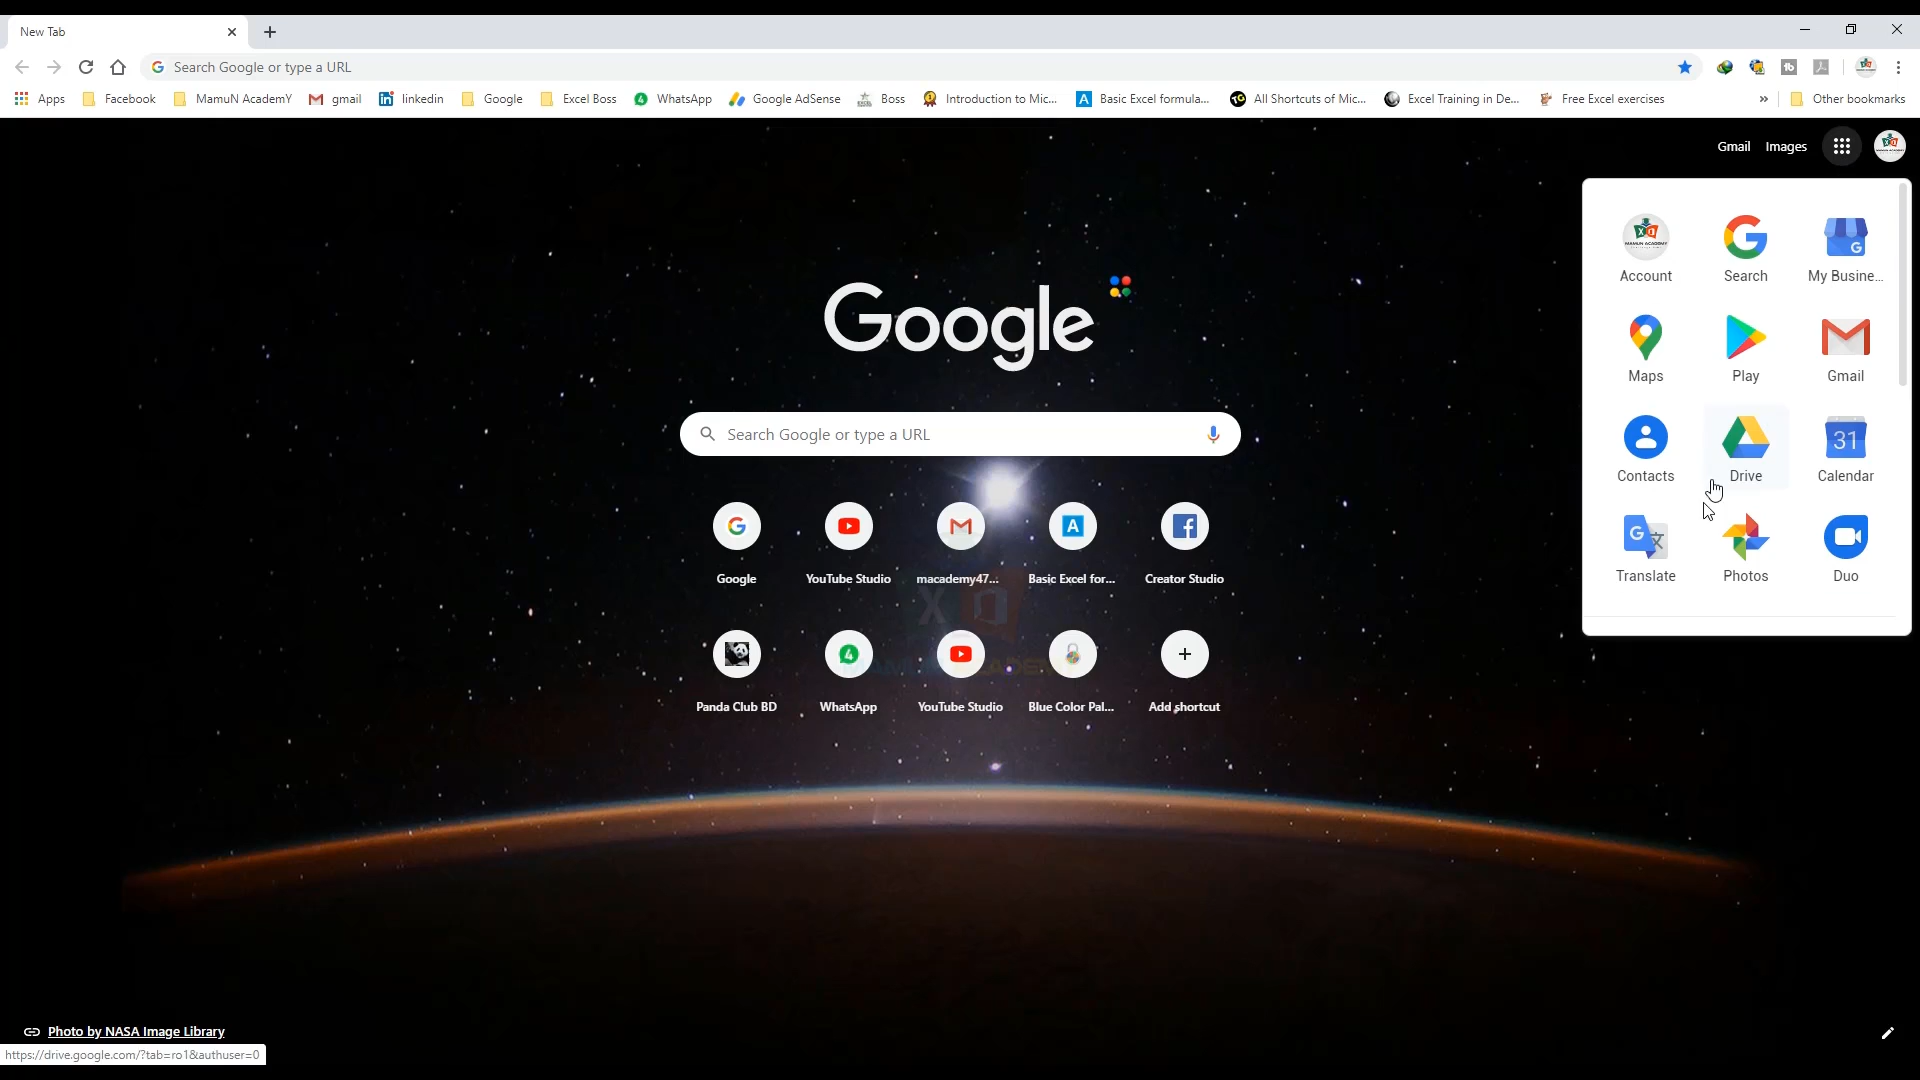 New Tab
Search Google or type a URL
Apps Facebook MamuN AcademY gmail linkedin Google Excel Boss WhatsApp Google AdSense Boss Introduction to Mic... Basic Excel formula... All Shortcuts of Mic... Excel Training in De... Free Excel exercises » Other bookmarks
Gmail Images
Account Search My Busine...
Maps Play Gmail
Contacts Drive 31 Calendar
Translate Photos Duo
Google
Search Google or type a URL
Google YouTube Studio macademy47... Basic Excel for... Creator Studio
Panda Club BD WhatsApp YouTube Studio Blue Color Pal... Add shortcut
Photo by NASA Image Library
https://drive.google.com/?tab=ro1&authuser=0